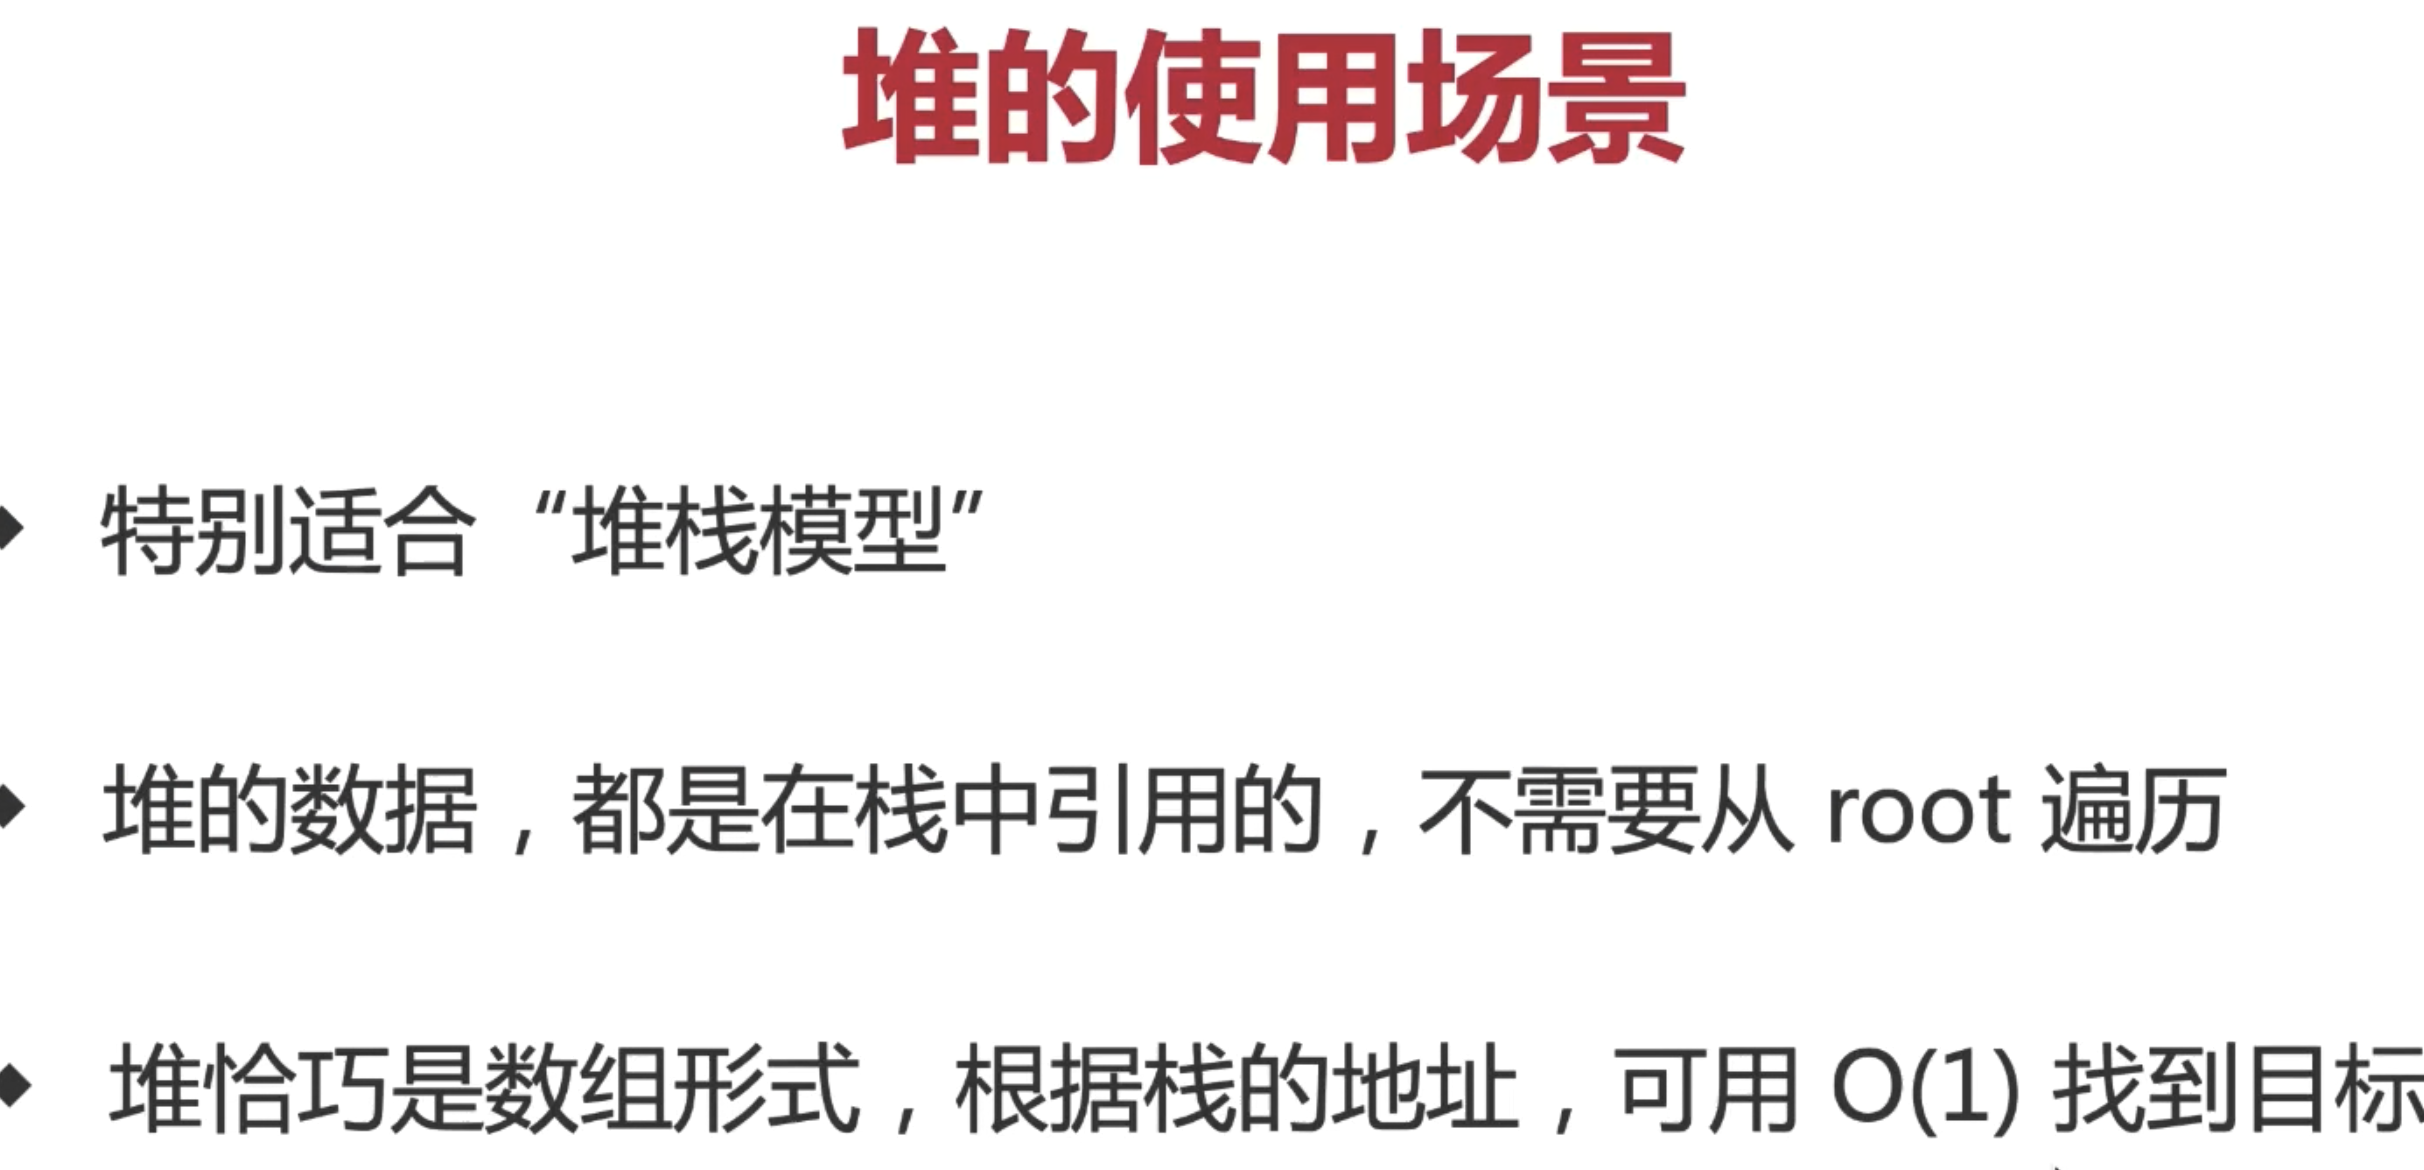 堆的使用场景
特别适合 “堆栈模型”
堆的数据，都是在栈中引用的，不需要从 root 遍历
堆恰巧是数组形式，根据栈的地址，可用 O(1) 找到目标